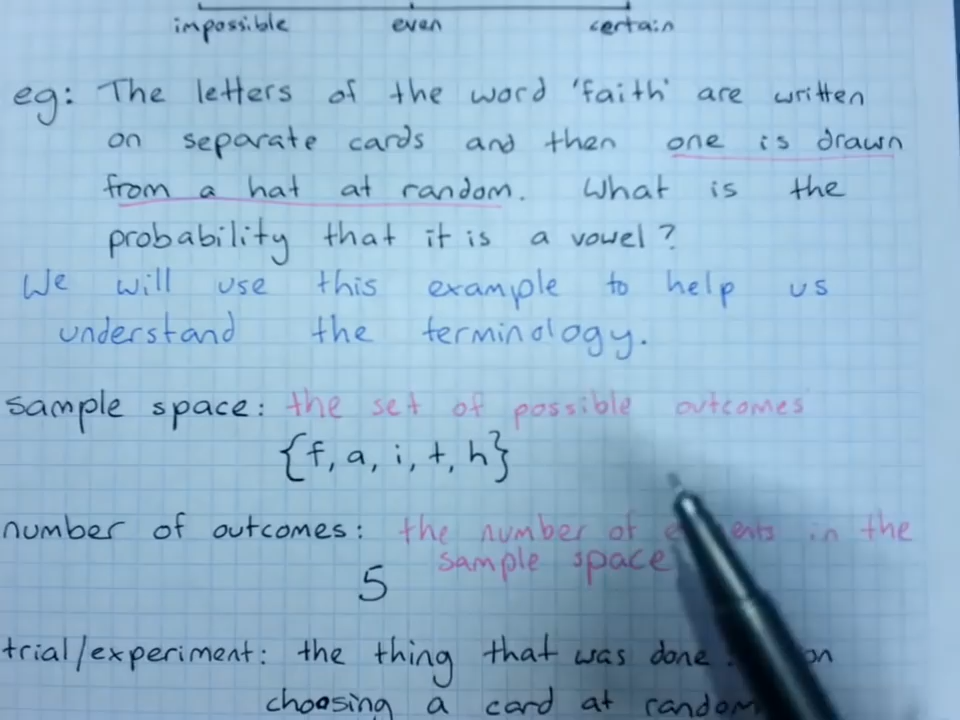 impossible even certain
eg: The letters of the word 'faith' are written
on separate cards and then one is drawn
from a hat at random. What is the
probability that it is a vowel?
We will use this example to help us
understand the terminology.
sample space: the set of possible outcomes
{f, a, i, t, h}
number of outcomes: the number of in the
sample space
5
trial/experiment: the thing that was done
choosing a card at random